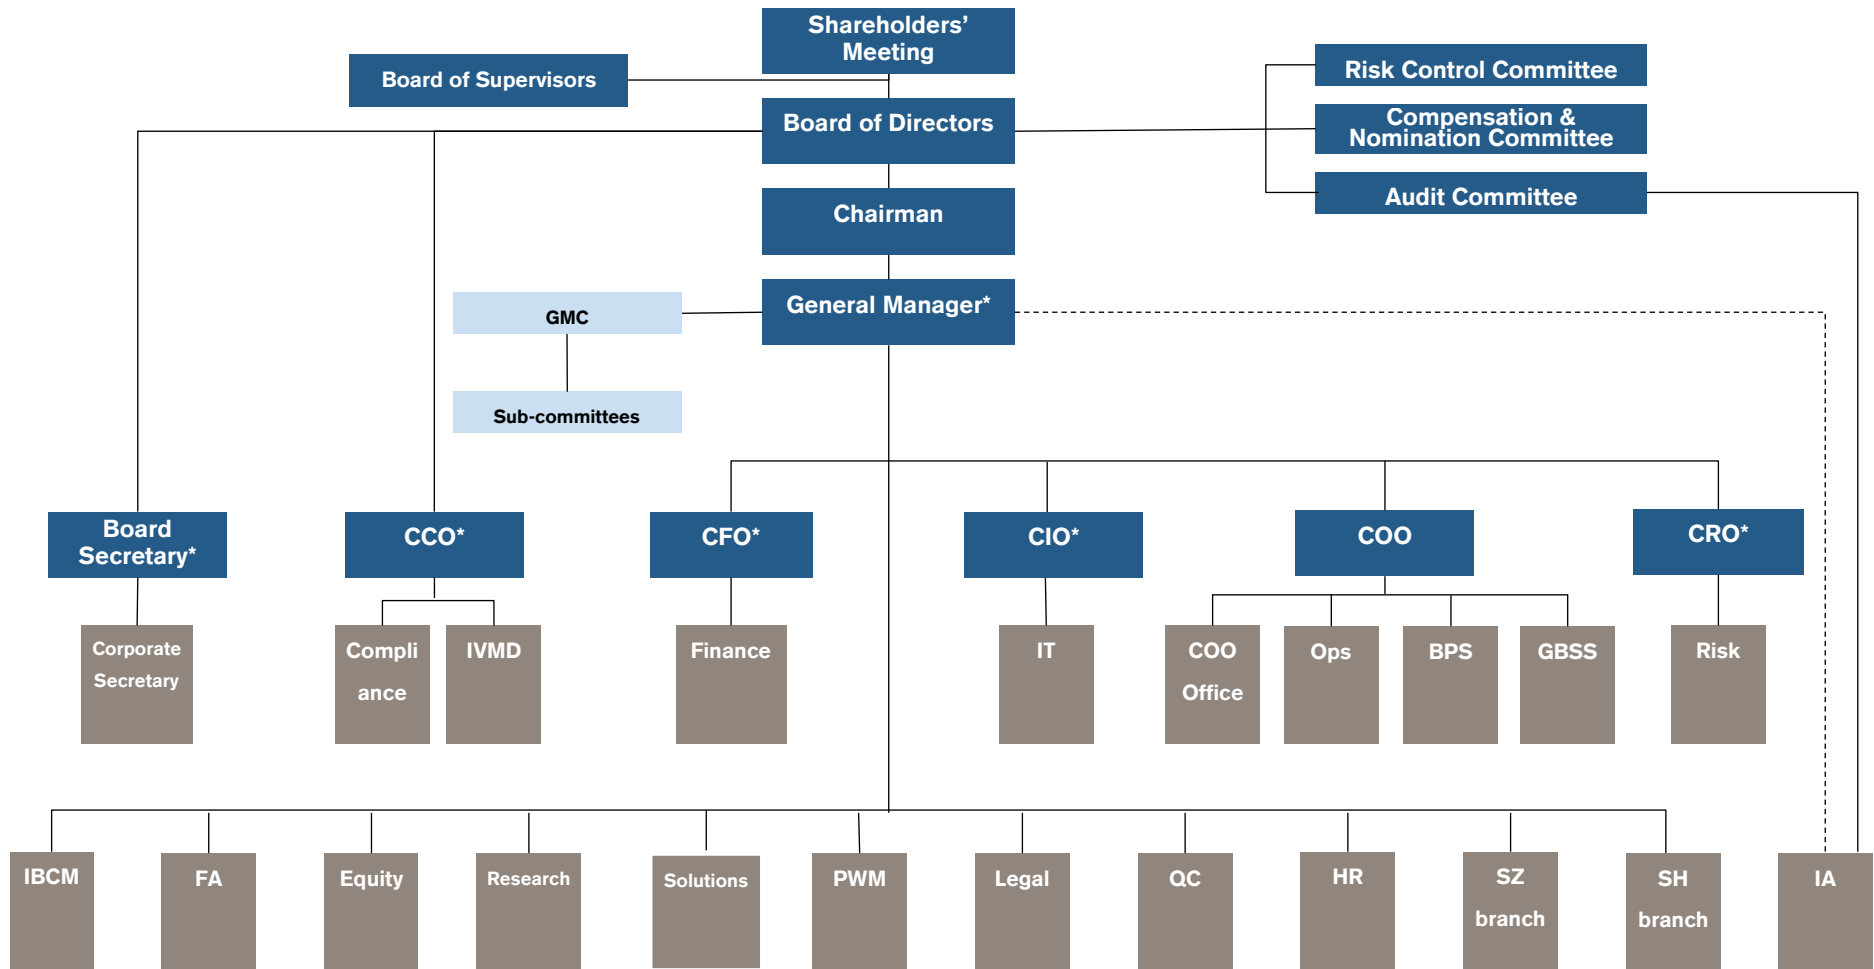 Shareholders’
Meeting
Board of Supervisors
Risk Control Committee
Board of Directors
Compensation &
Nomination Committee
Audit Committee
Chairman
General Manager*
GMC
Sub-committees
Board
Secretary*
CCO*
CFO*
CIO*
COO
CRO*
Corporate
Secretary
Compli
ance
IVMD
Finance
IT
COO
Office
Ops
BPS
GBSS
Risk
IBCM
FA
Equity
Research
Solutions
PWM
Legal
QC
HR
SZ
branch
SH
branch
IA